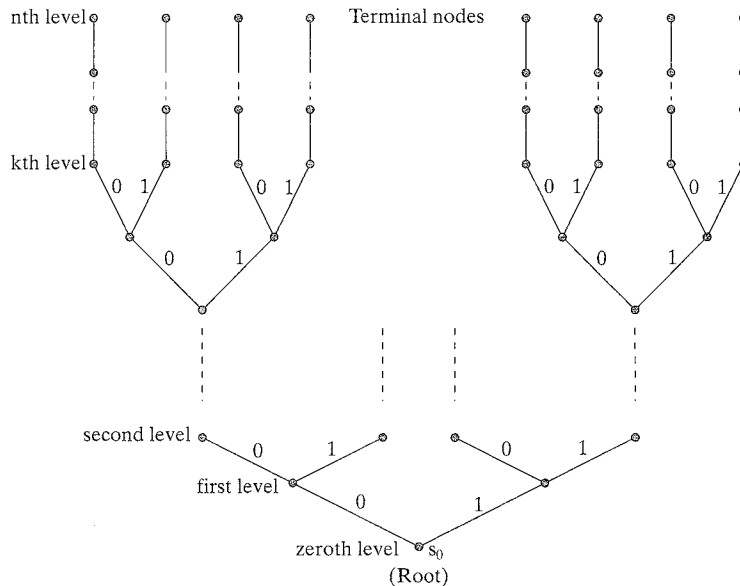 nth level Terminal nodes
kth level
0 1 0 1 0 1 0 1
0 1 0 1
second level
0 1 0 1
first level
0 1
zeroth level s₀
(Root)